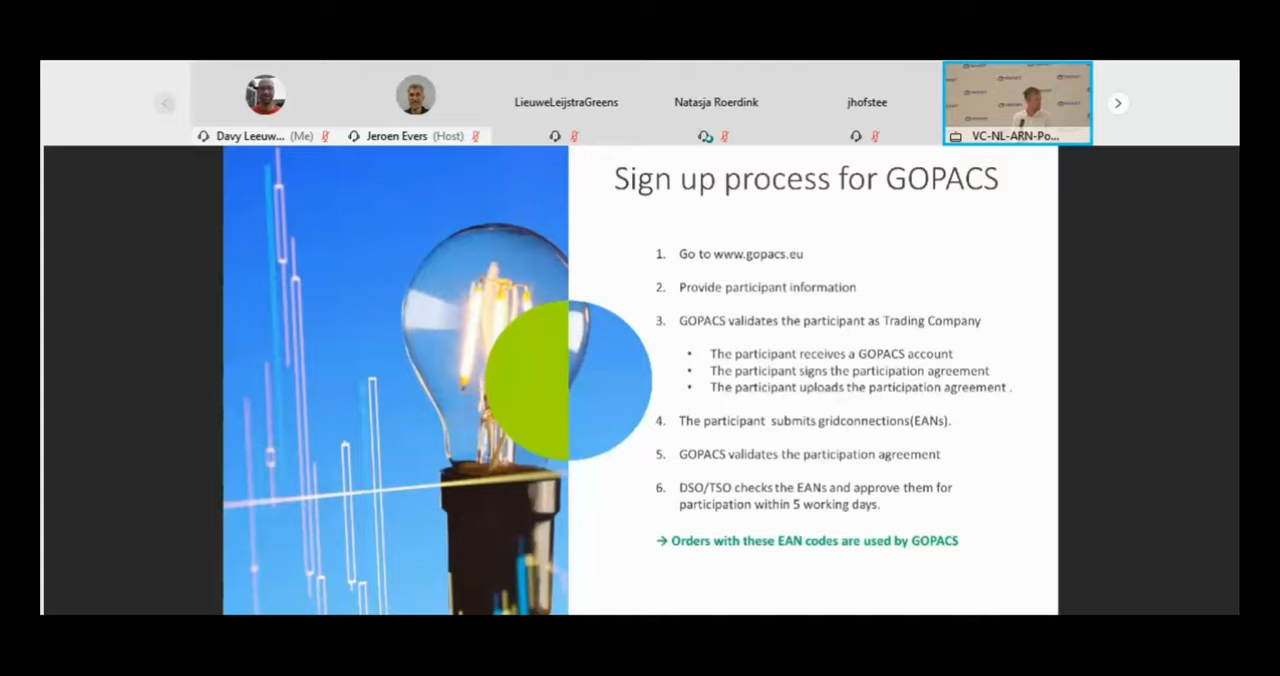 LieuweLeijstraGreens
Natasja Roerdink
jhofstee
Davy Leeuw... (Me)
Jeroen Evers (Host)
VC-NL-ARN-Po...
Sign up process for GOPACS
1. Go to www.gopacs.eu
2. Provide participant information
3. GOPACS validates the participant as Trading Company
• The participant receives a GOPACS account
• The participant signs the participation agreement
• The participant uploads the participation agreement .
4. The participant submits gridconnections(EANs).
5. GOPACS validates the participation agreement
6. DSO/TSO checks the EANs and approve them for
participation within 5 working days.
→ Orders with these EAN codes are used by GOPACS